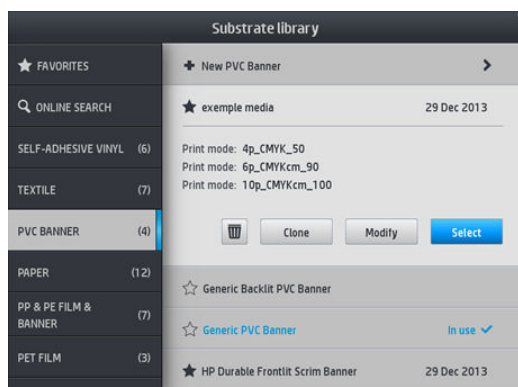 Substrate library
FAVORITES
ONLINE SEARCH
SELF-ADHESIVE VINYL (6)
TEXTILE (7)
PVC BANNER (4)
PAPER (12)
PP & PE FILM &
BANNER (7)
PET FILM (3)
New PVC Banner
exemple media 29 Dec 2013
Print mode: 4p_CMYK_50
Print mode: 6p_CMYKcm_90
Print mode: 10p_CMYKcm_100
Clone Modify Select
Generic Backlit PVC Banner
Generic PVC Banner In use
HP Durable Frontlit Scrim Banner 29 Dec 2013